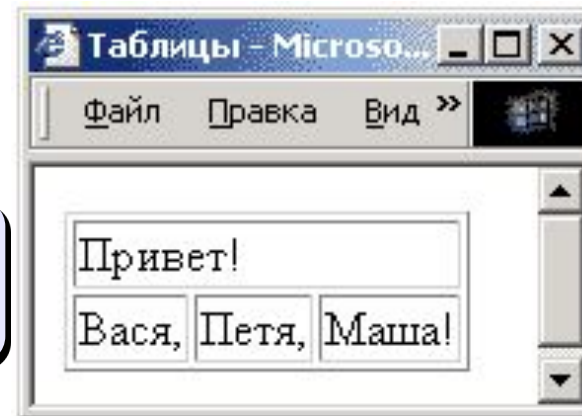 Таблицы - Microso...
Файл Правка Вид »
Привет!
Вася, Петя, Маша!